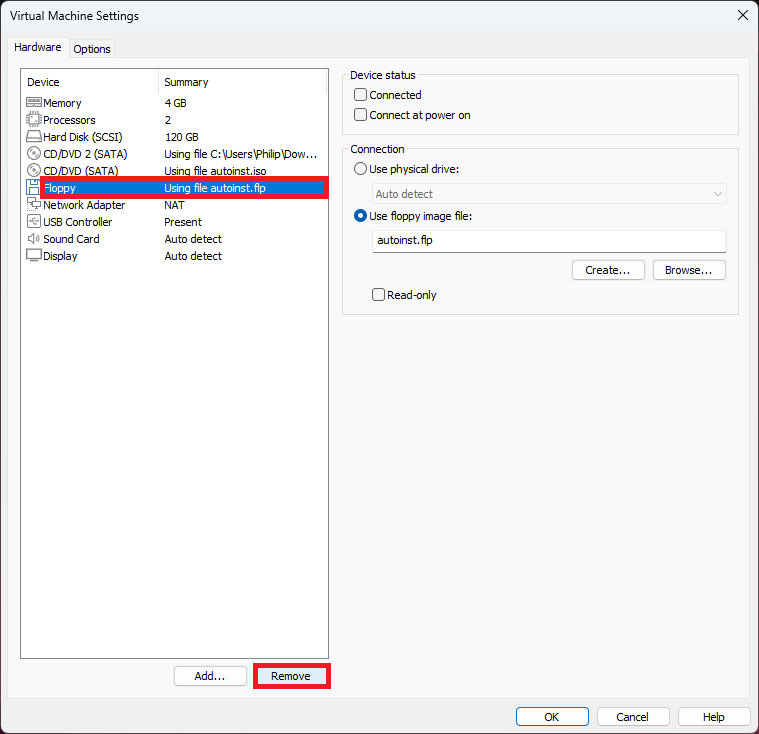 Virtual Machine Settings
Hardware Options
Device Summary
Memory 4 GB
Processors 2
Hard Disk (SCSI) 120 GB
CD/DVD 2 (SATA) Using file C:\Users\Philip\Dow...
CD/DVD (SATA) Using file autoinst.iso
Floppy Using file autoinst.flp
Network Adapter NAT
USB Controller Present
Sound Card Auto detect
Display Auto detect
Add... Remove
Device status
Connected
Connect at power on
Connection
Use physical drive:
Auto detect
Use floppy image file:
autoinst.flp
Create... Browse...
Read-only
OK Cancel Help